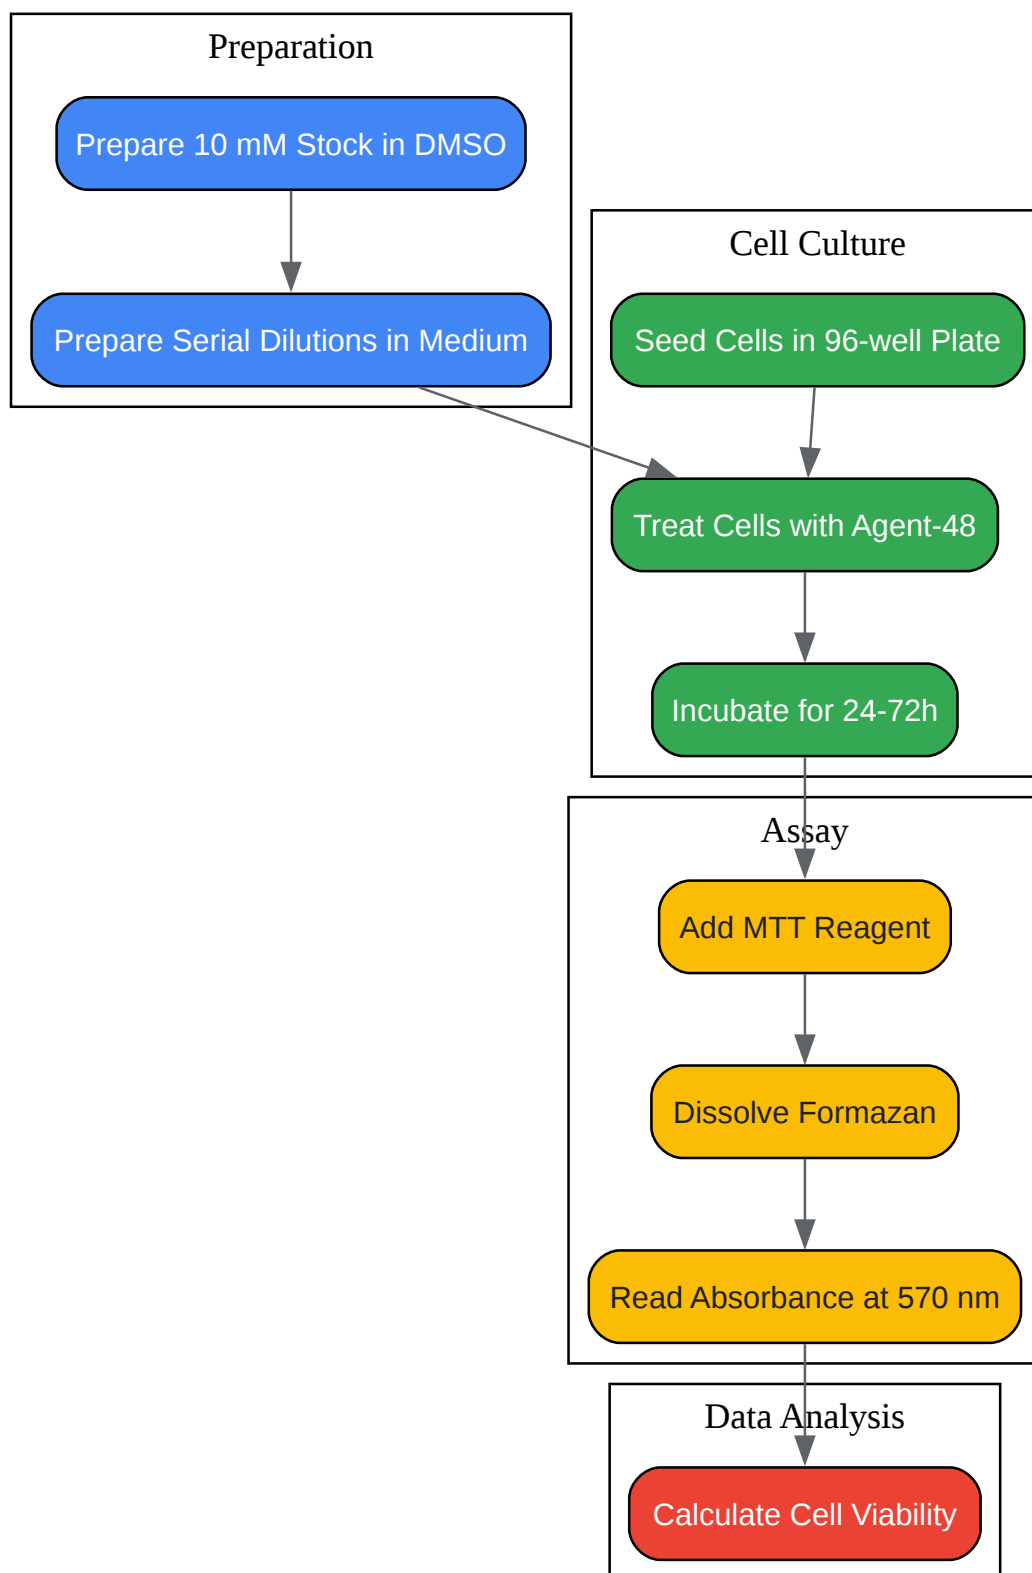 Preparation
Prepare 10 mM Stock in DMSO
Prepare Serial Dilutions in Medium
Cell Culture
Seed Cells in 96-well Plate
Treat Cells with Agent-48
Incubate for 24-72h
Assay
Add MTT Reagent
Dissolve Formazan
Read Absorbance at 570 nm
Data Analysis
Calculate Cell Viability